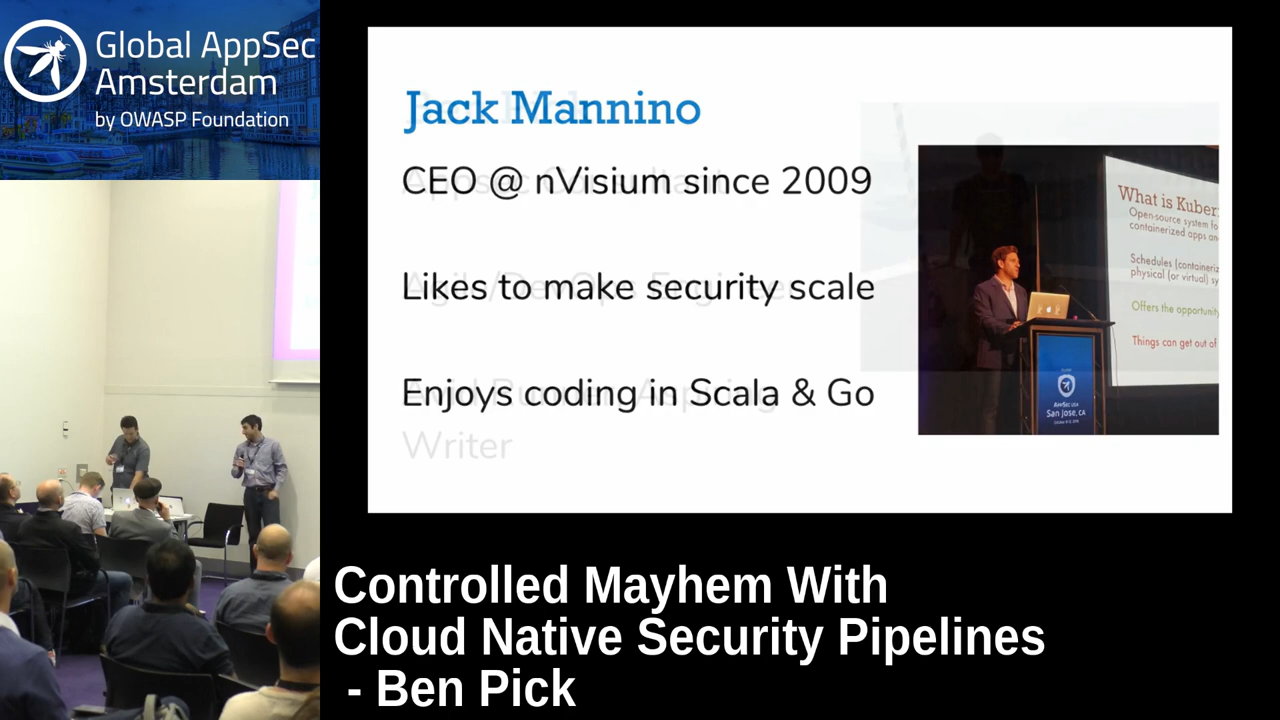 Global AppSec
Amsterdam
by OWASP Foundation
Jack Mannino
CEO @ nVisium since 2009
Likes to make security scale
Enjoys coding in Scala & Go
Writer
What is Kuber
Open-source system fo
containerized apps an
Schedules (containeriz
physical (or virtual) sy
Offers the opportunity
Things can get out of
AppSec USA
San Jose, CA
Controlled Mayhem With
Cloud Native Security Pipelines
- Ben Pick